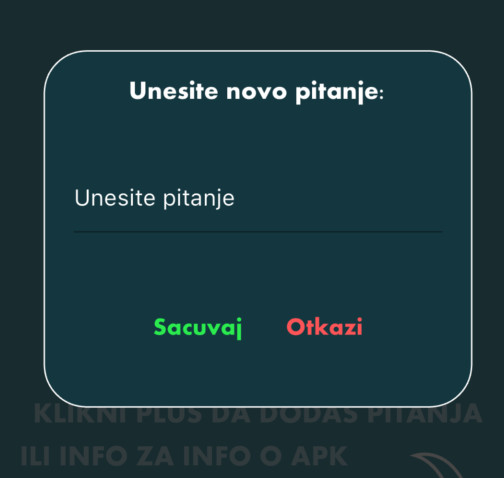 Unesite novo pitanje:
Unesite pitanje
Sacuvaj Otkazi
KLIKNI PLUS DA DODAS PITANJA
ILI INFO ZA INFO O APK